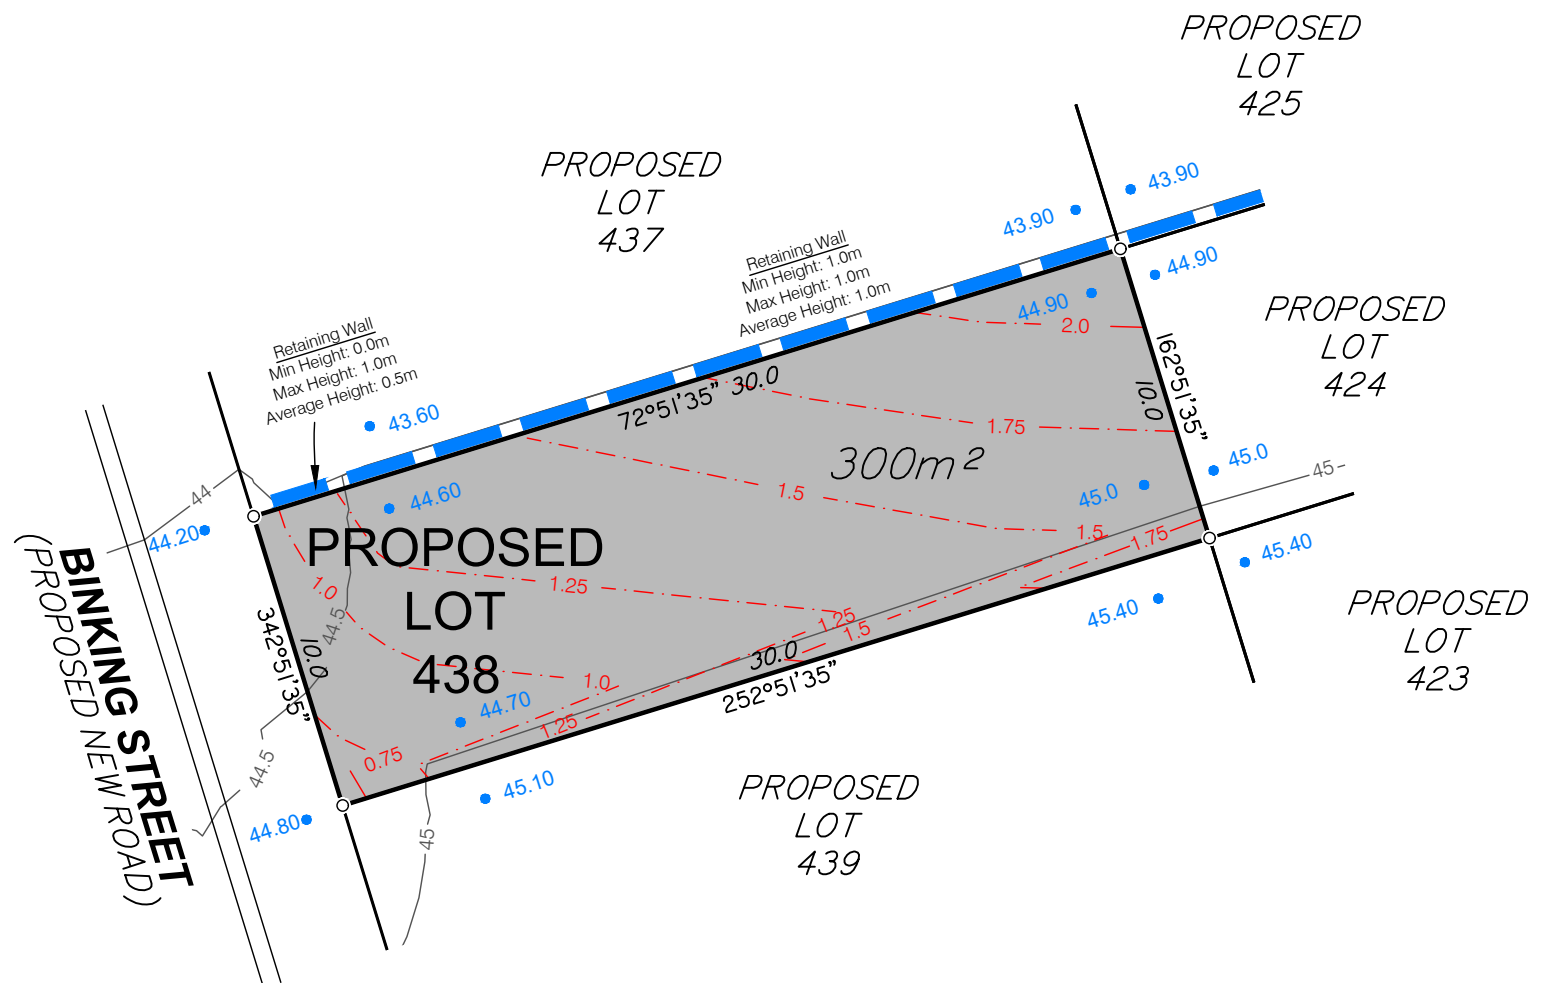 PROPOSED
LOT
425
PROPOSED
LOT
437
43.90
43.90
Retaining Wall
Min Height: 1.0m
Max Height: 1.0m
Average Height: 1.0m
44.90
44.90
2.0
PROPOSED
LOT
424
Retaining Wall
Min Height: 0.0m
Max Height: 1.0m
Average Height: 0.5m
43.60
72°51'35" 30.0
162°51'35"
10.0
1.75
300m²
45.0
45.0
45-
44
44.60
1.5
1.5
1.75
44.20
45.40
PROPOSED
LOT
438
1.0
1.25
1.25
1.5
44.5
45.40
PROPOSED
LOT
423
BINKING STREET
(PROPOSED NEW ROAD)
342°51'35"
10.0
30.0
252°51'35"
1.0
44.70
1.25
0.75
44.5
45.10
44.80
45
PROPOSED
LOT
439